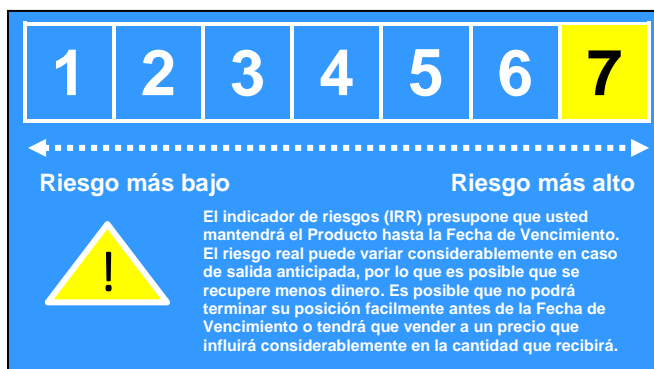 1 2 3 4 5 6 7
Riesgo más bajo Riesgo más alto
El indicador de riesgos (IRR) presupone que usted
mantendrá el Producto hasta la Fecha de Vencimiento.
El riesgo real puede variar considerablemente en caso
de salida anticipada, por lo que es posible que se
recupere menos dinero. Es posible que no podrá
terminar su posición facilmente antes de la Fecha de
Vencimiento o tendrá que vender a un precio que
influirá considerablemente en la cantidad que recibirá.
!